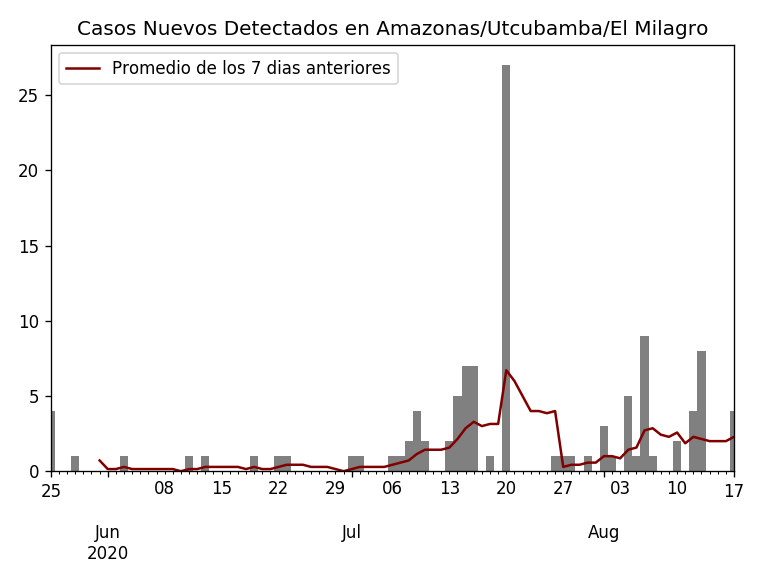 Casos Nuevos Detectados en Amazonas/Utcubamba/El Milagro
Promedio de los 7 dias anteriores
25
20
15
10
5
0
25 08 15 22 29 06 13 20 27 03 10 17
Jun Jul Aug
2020